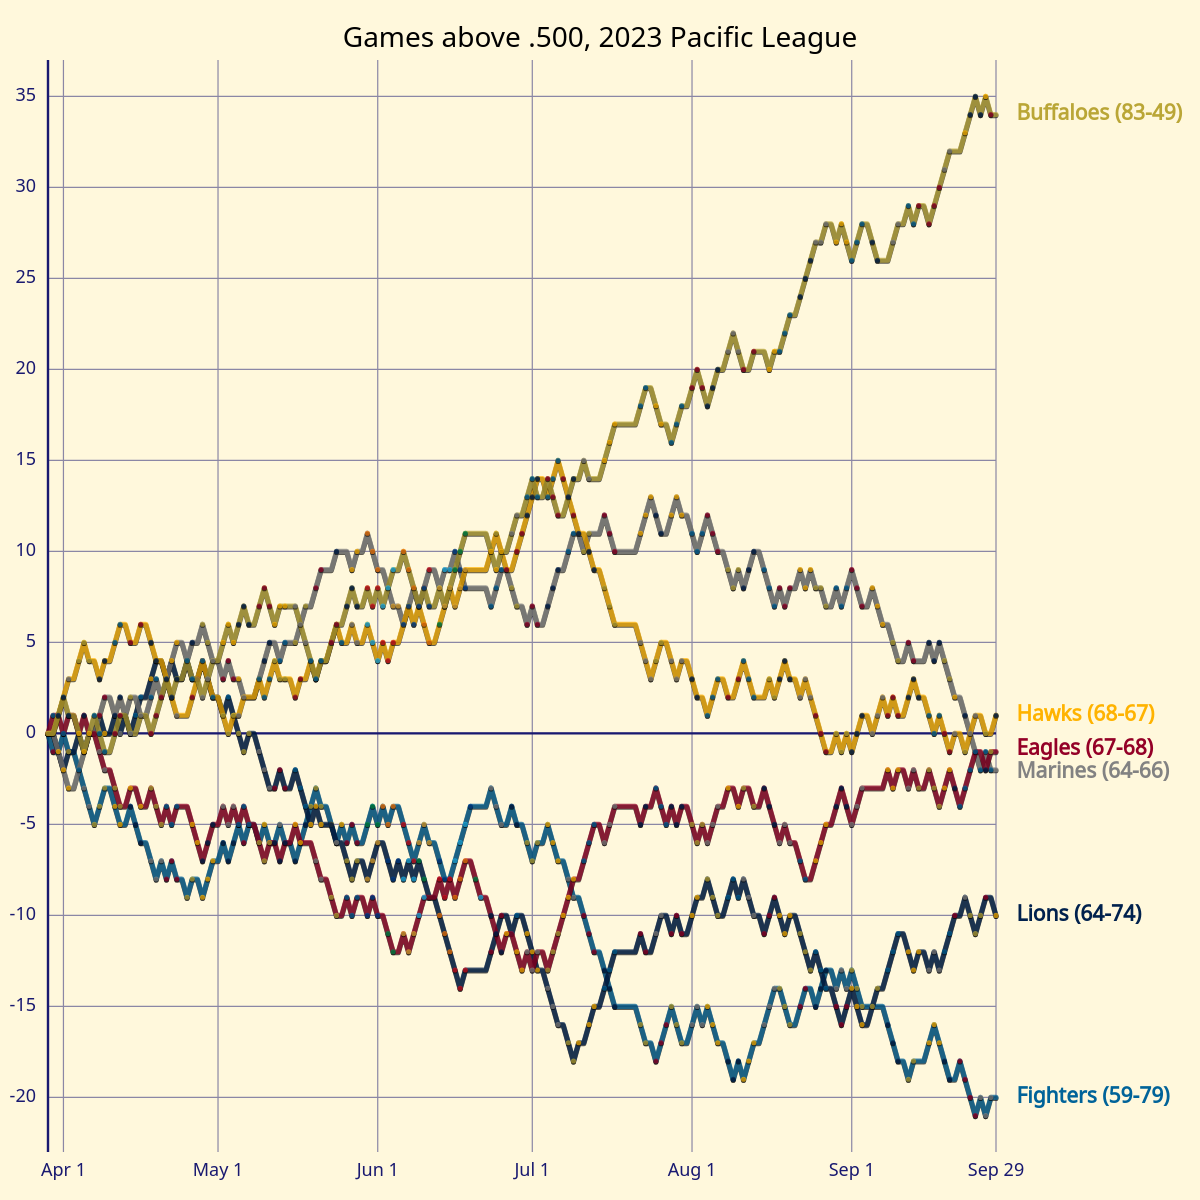 Games above .500, 2023 Pacific League
35
30
25
20
15
10
5
0
-5
-10
-15
-20
Buffaloes (83-49)
Hawks (68-67)
Eagles (67-68)
Marines (64-66)
Lions (64-74)
Fighters (59-79)
Apr 1
May 1
Jun 1
Jul 1
Aug 1
Sep 1
Sep 29